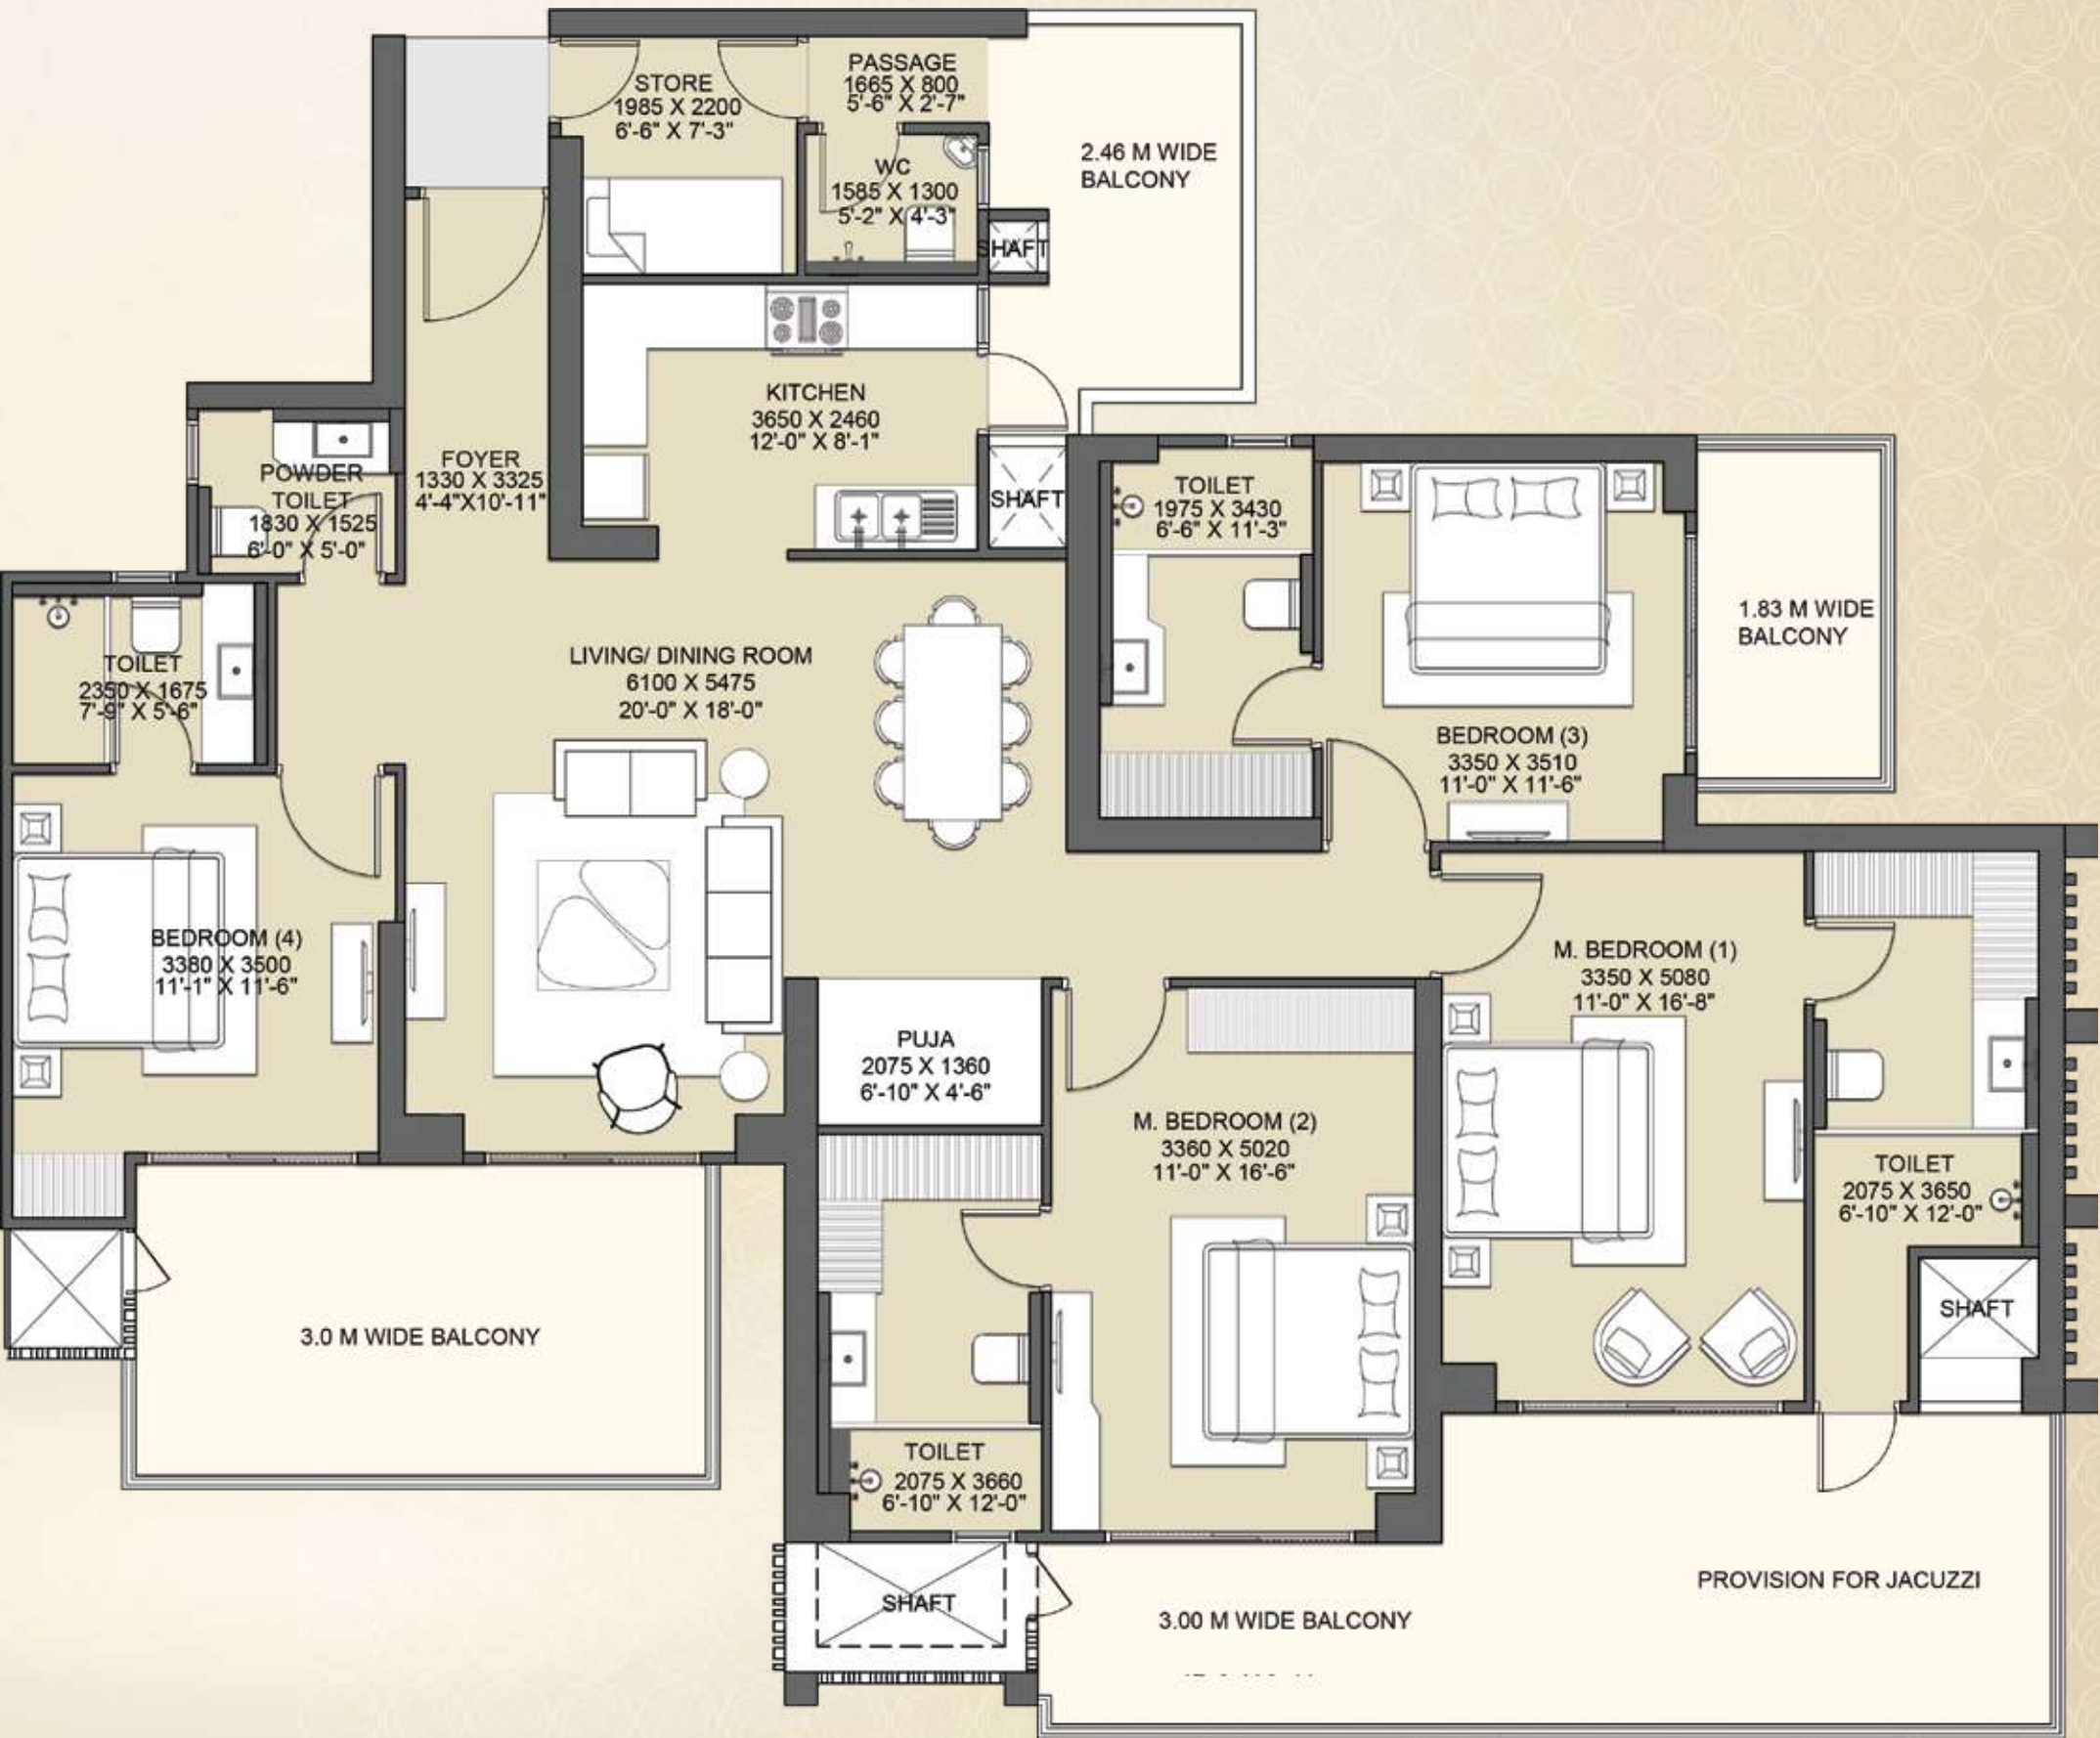 STORE
1985 X 2200
6'-6" X 7'-3"
PASSAGE
1665 X 800
5'-6" X 2'-7"
WC
1585 X 1300
5'-2" X 4'-3"
2.46 M WIDE
BALCONY
SHAFT
KITCHEN
3650 X 2460
12'-0" X 8'-1"
FOYER
1330 X 3325
4'-4"X10'-11"
POWDER
TOILET
1830 X 1525
6'-0" X 5'-0"
SHAFT
TOILET
1975 X 3430
6'-6" X 11'-3"
1.83 M WIDE
BALCONY
TOILET
2350 X 1675
7'-9" X 5'-6"
LIVING/ DINING ROOM
6100 X 5475
20'-0" X 18'-0"
BEDROOM (3)
3350 X 3510
11'-0" X 11'-6"
BEDROOM (4)
3380 X 3500
11'-1" X 11'-6"
M. BEDROOM (1)
3350 X 5080
11'-0" X 16'-8"
PUJA
2075 X 1360
6'-10" X 4'-6"
M. BEDROOM (2)
3360 X 5020
11'-0" X 16'-6"
TOILET
2075 X 3650
6'-10" X 12'-0"
SHAFT
3.0 M WIDE BALCONY
TOILET
2075 X 3660
6'-10" X 12'-0"
SHAFT
3.00 M WIDE BALCONY
PROVISION FOR JACUZZI